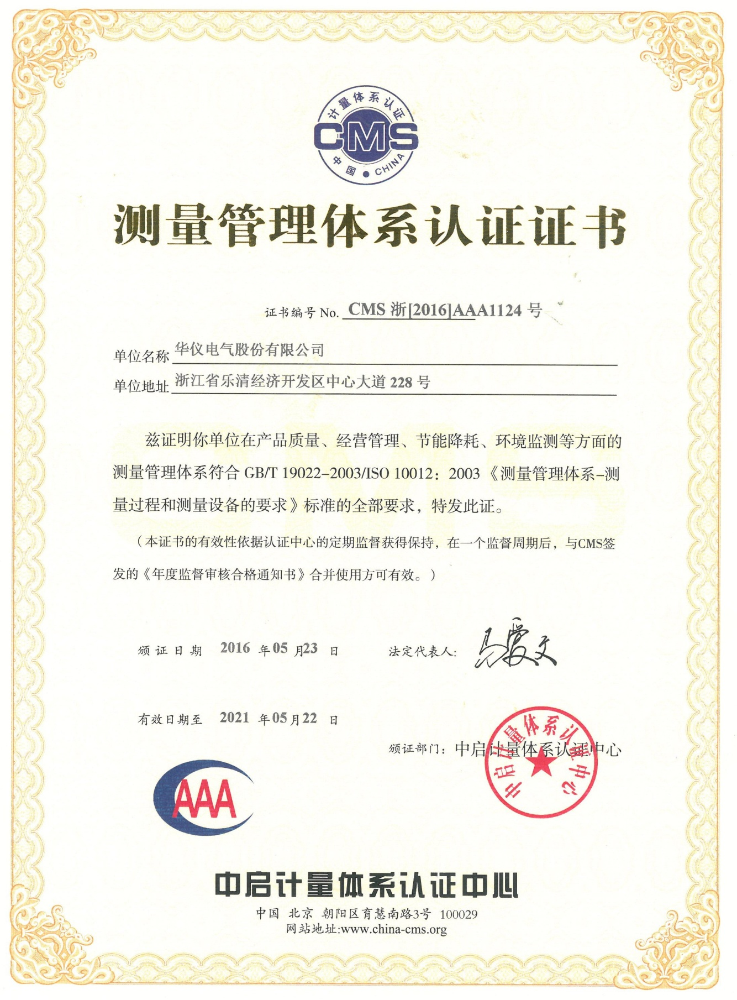 计量体系认证
CMS
中国·CHINA
测量管理体系认证证书
证书编号 No. CMS 浙[2016]AAA1124 号
单位名称 华仪电气股份有限公司
单位地址 浙江省乐清经济开发区中心大道 228 号
兹证明你单位在产品质量、经营管理、节能降耗、环境监测等方面的
测量管理体系符合 GB/T 19022-2003/ISO 10012：2003《测量管理体系-测
量过程和测量设备的要求》标准的全部要求，特发此证。
（本证书的有效性依据认证中心的定期监督获得保持，在一个监督周期后，与CMS签
发的《年度监督审核合格通知书》合并使用方可有效。）
颁证日期 2016 年 05 月 23 日
法定代表人：马爱文
有效日期至 2021 年 05 月 22 日
颁证部门：中启计量体系认证中心
中启计量体系认证中心
AAA
中启计量体系认证中心
中国 北京 朝阳区育慧南路3号 100029
网站地址:www.china-cms.org